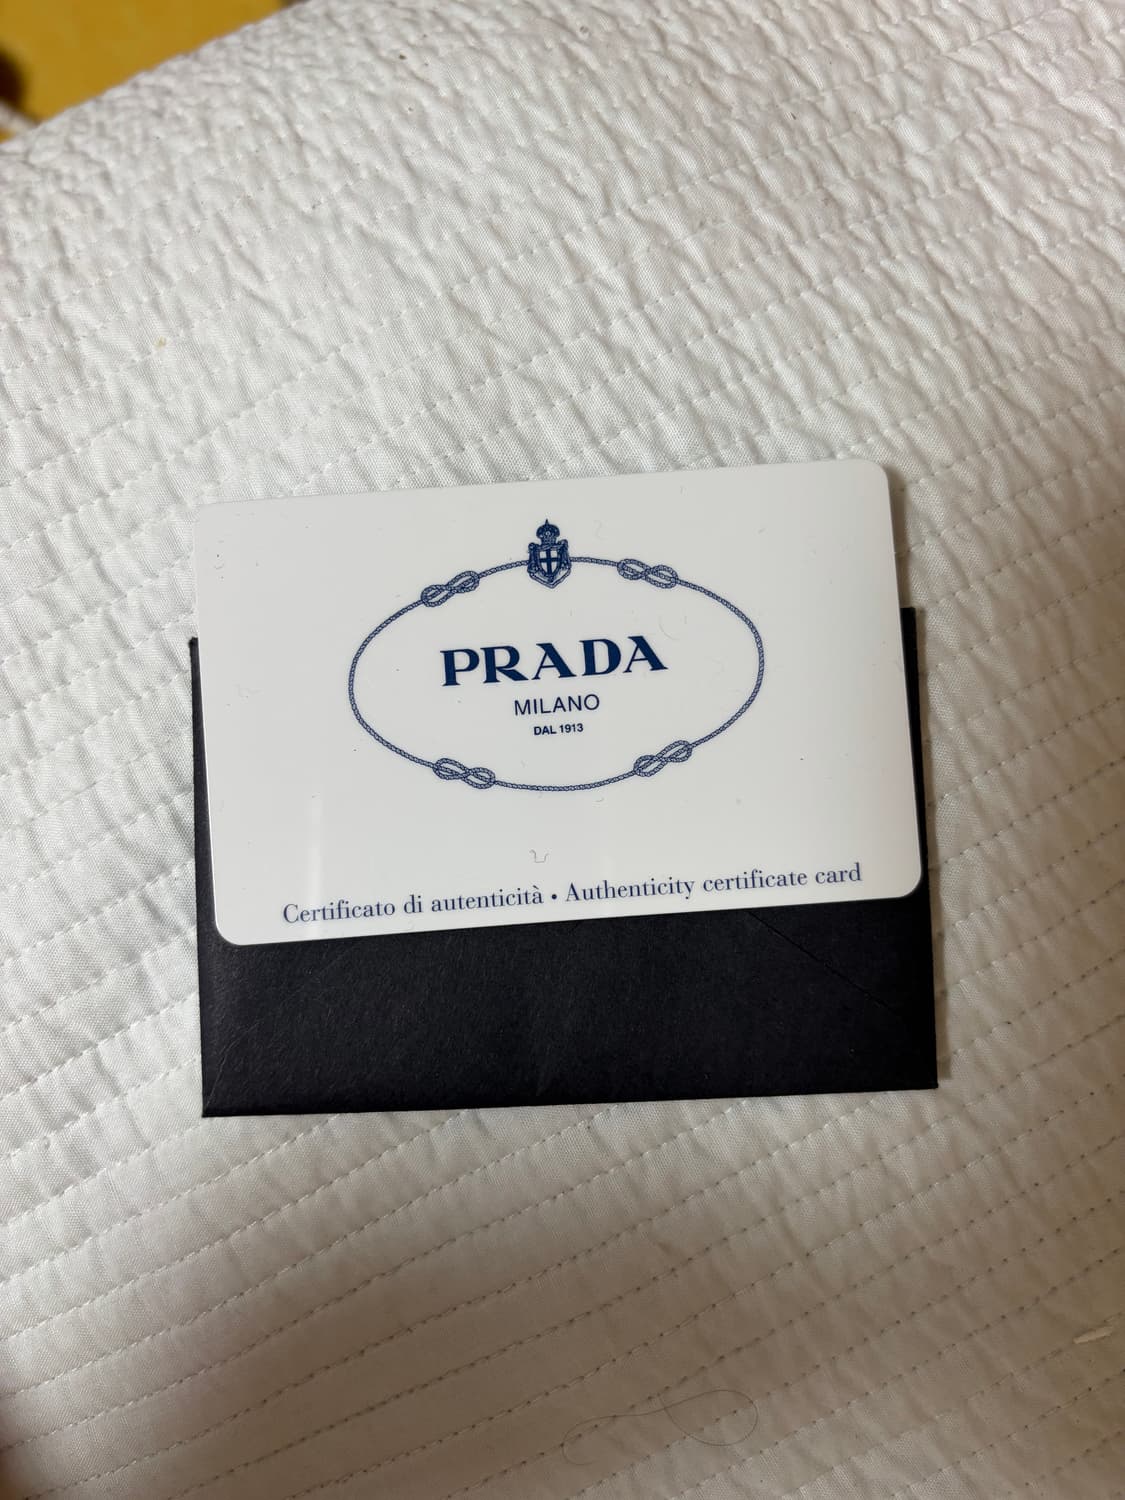 PRADA
MILANO
DAL 1913
Certificato di autenticità • Authenticity certificate card